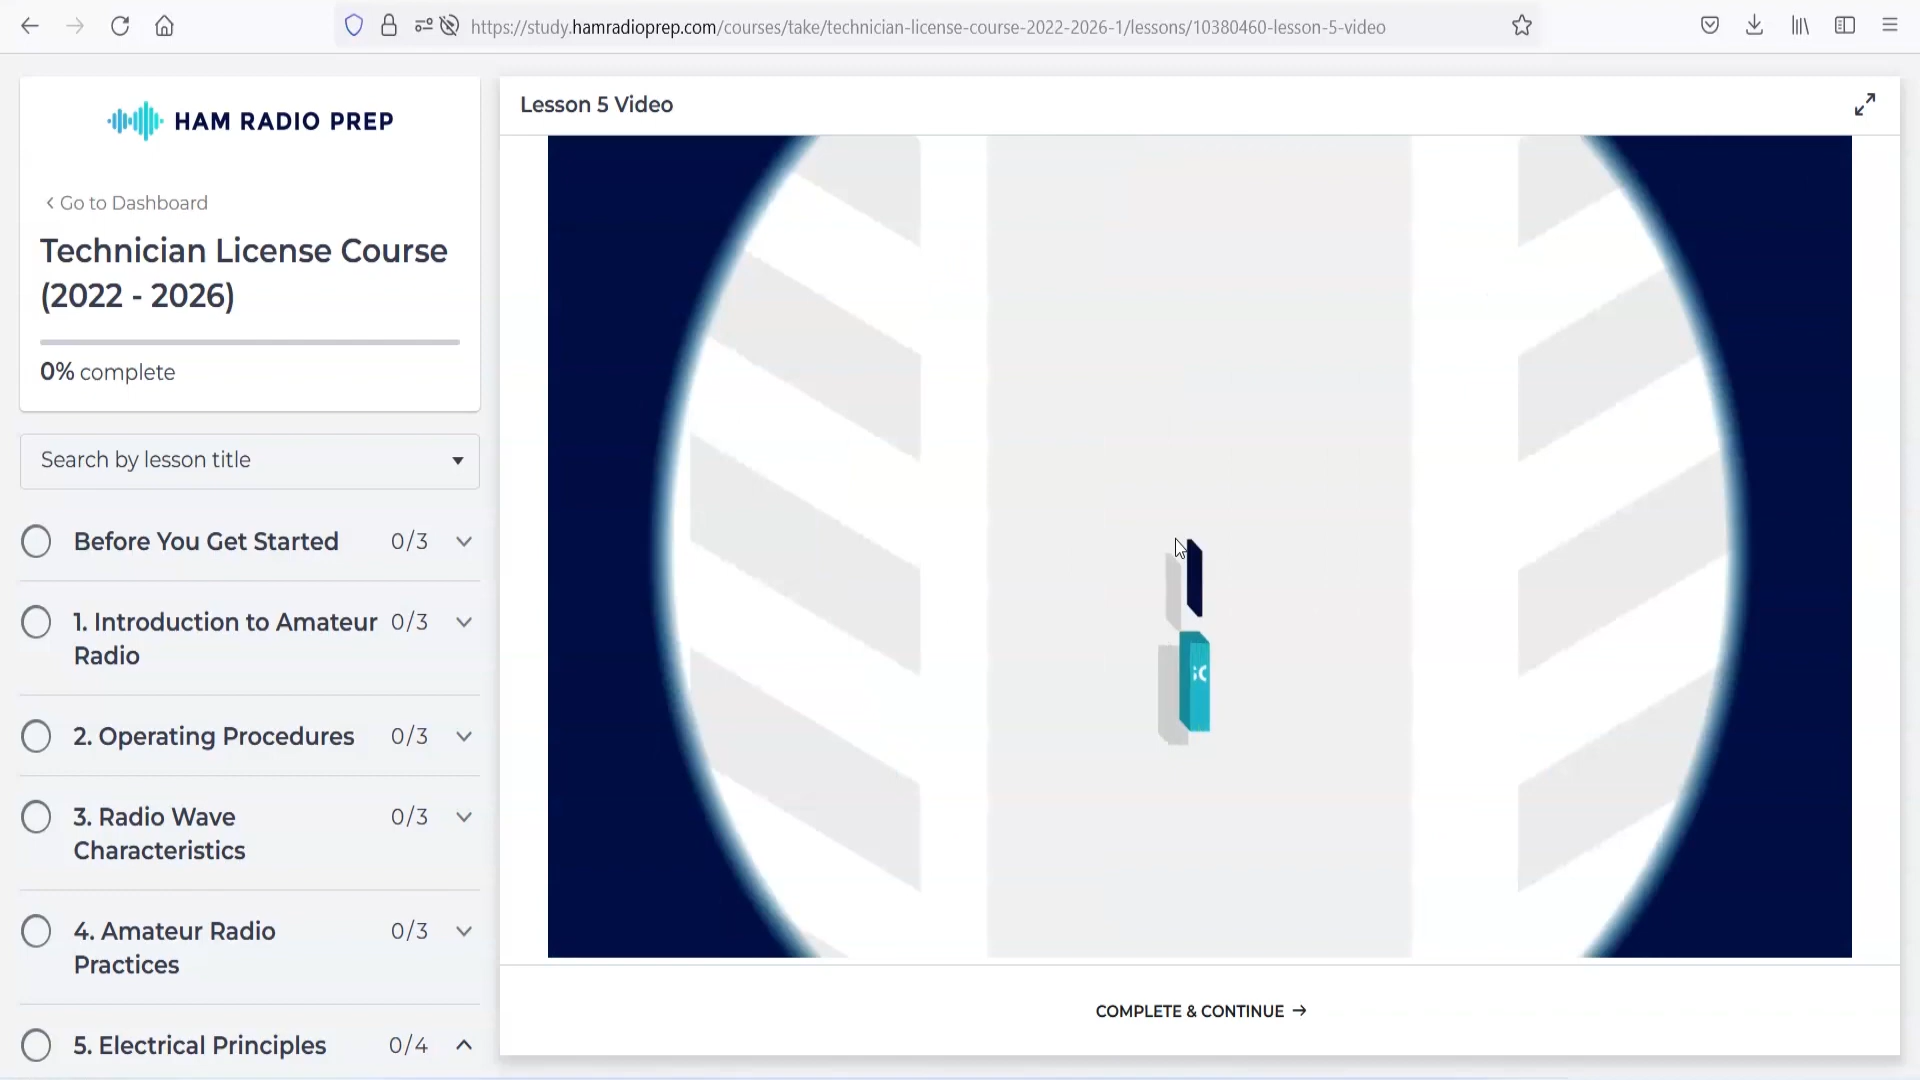 https://study.hamradioprep.com/courses/take/technician-license-course-2022-2026-1/lessons/10380460-lesson-5-video
HAM RADIO PREP
Go to Dashboard
Technician License Course
(2022 - 2026)
0% complete
Search by lesson title
Before You Get Started 0/3
1. Introduction to Amateur 0/3
Radio
2. Operating Procedures 0/3
3. Radio Wave 0/3
Characteristics
4. Amateur Radio 0/3
Practices
5. Electrical Principles 0/4
Lesson 5 Video
COMPLETE & CONTINUE →